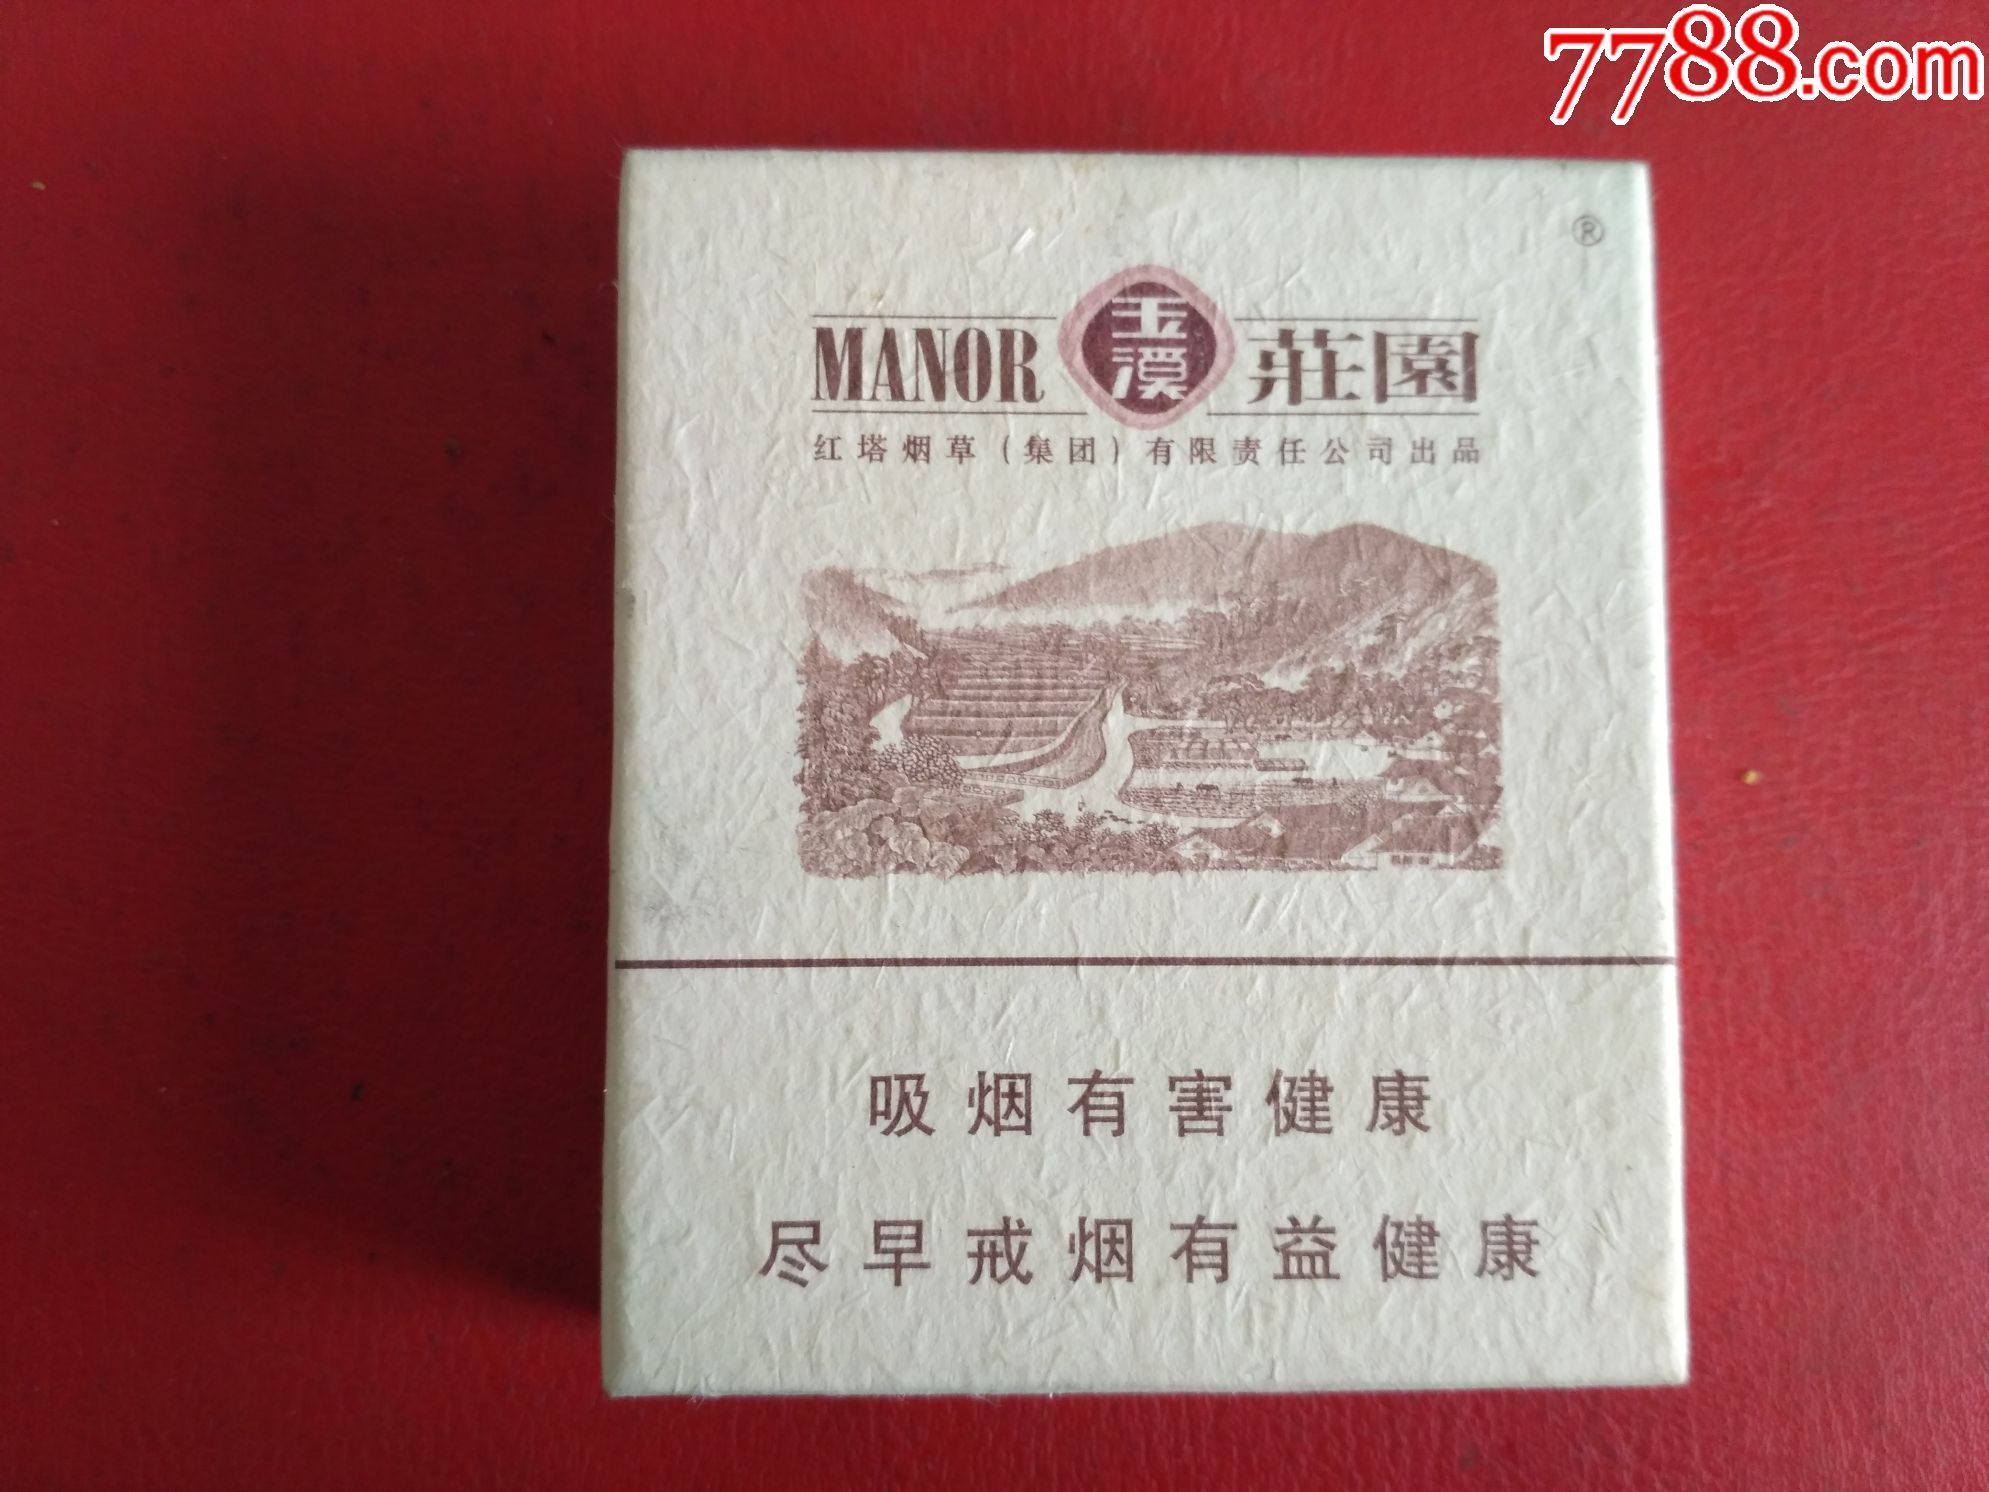 7788.com
®
MANOR 玉溪 莊園
红塔烟草(集团)有限责任公司出品
吸烟有害健康
尽早戒烟有益健康